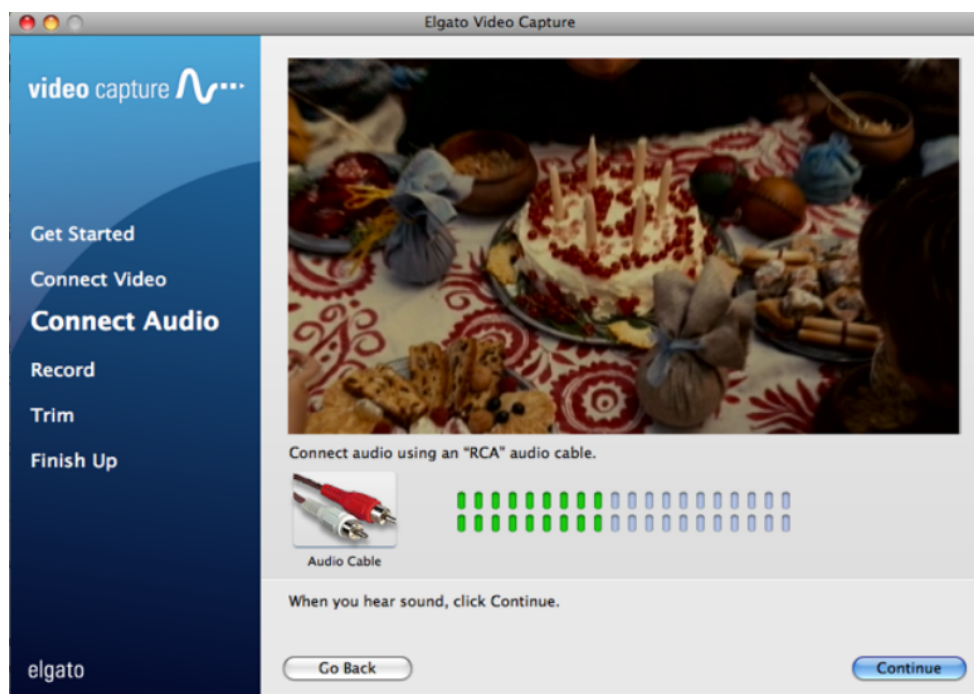 Elgato Video Capture
video capture
Get Started
Connect Video
Connect Audio
Record
Trim
Finish Up
elgato
Connect audio using an “RCA” audio cable.
Audio Cable
When you hear sound, click Continue.
Go Back
Continue